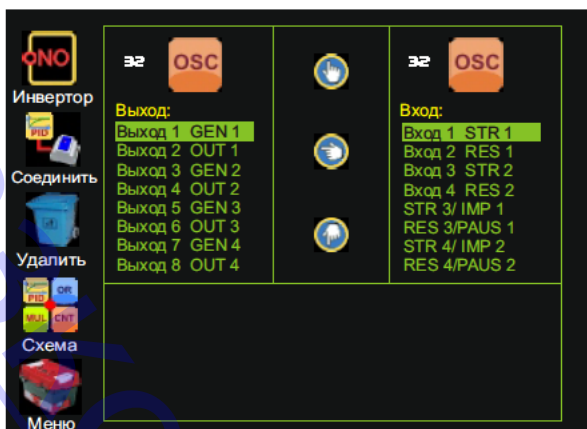 NO
Инвертор
PID
Соединить
Удалить
PID OR
MUL CNT
Схема
Меню
32 OSC
Выход:
Выход 1 GEN 1
Выход 2 OUT 1
Выход 3 GEN 2
Выход 4 OUT 2
Выход 5 GEN 3
Выход 6 OUT 3
Выход 7 GEN 4
Выход 8 OUT 4
32 OSC
Вход:
Вход 1 STR 1
Вход 2 RES 1
Вход 3 STR 2
Вход 4 RES 2
STR 3/ IMP 1
RES 3/PAUS 1
STR 4/ IMP 2
RES 4/PAUS 2